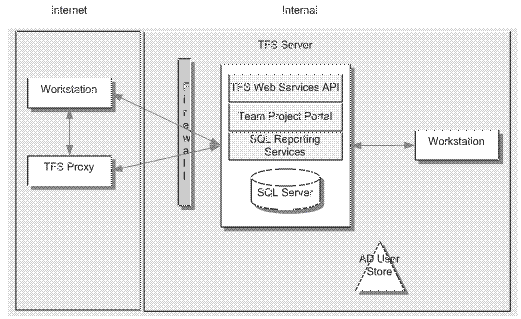 Internet
Internal
TFS Server
Workstation
TFS Proxy
Firewall
TFS Web Services API
Team Project Portal
SQL Reporting
Services
SQL Server
Workstation
AD User
Store